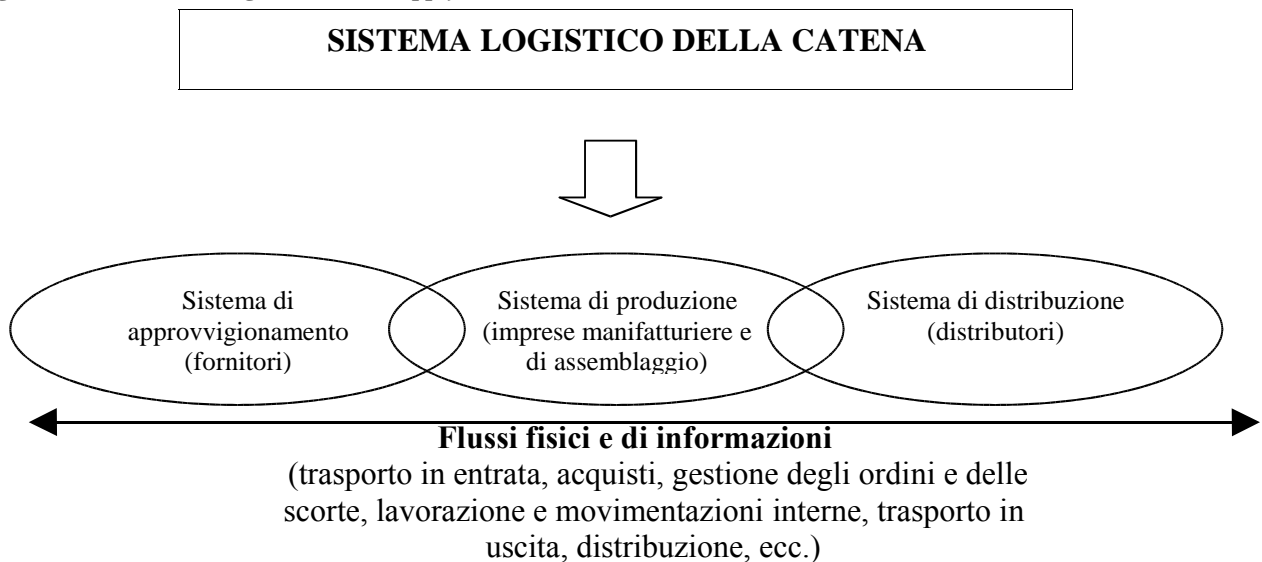 SISTEMA LOGISTICO DELLA CATENA
Sistema di
approvvigionamento
(fornitori)
Sistema di produzione
(imprese manifatturiere e
di assemblaggio)
Sistema di distribuzione
(distributori)
Flussi fisici e di informazioni
(trasporto in entrata, acquisti, gestione degli ordini e delle
scorte, lavorazione e movimentazioni interne, trasporto in
uscita, distribuzione, ecc.)